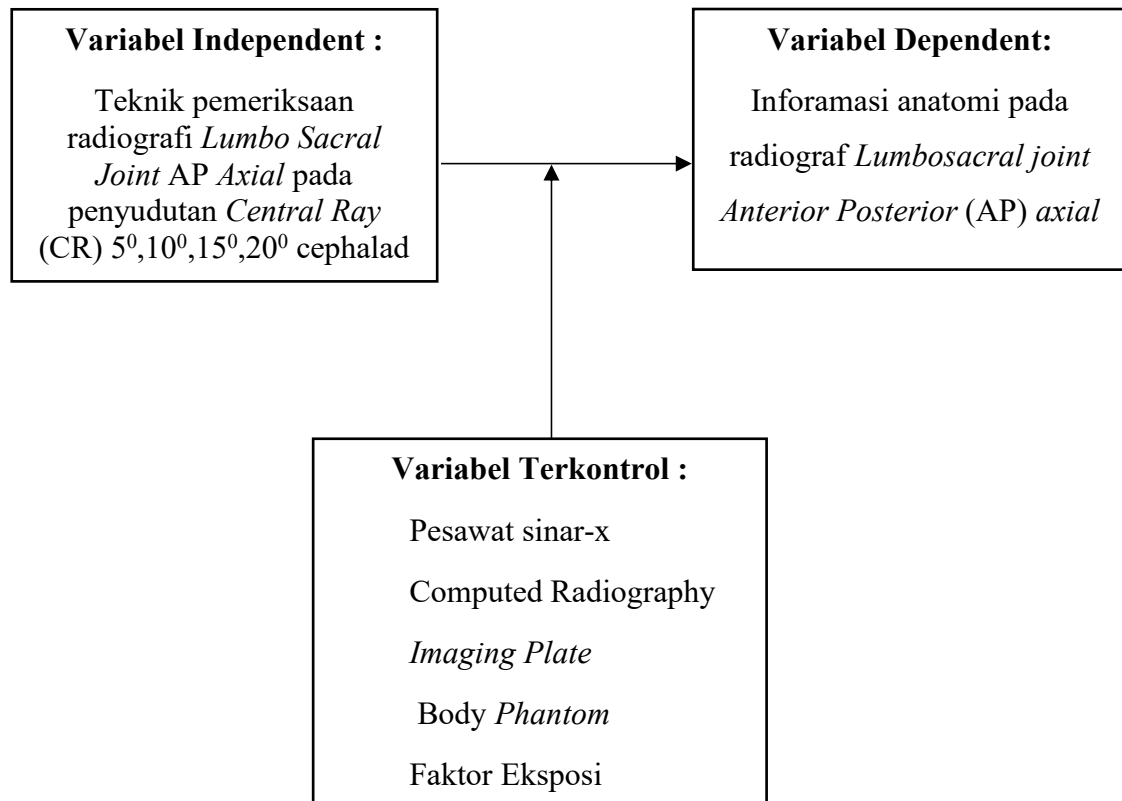 Variabel Independent :
Teknik pemeriksaan
radiografi Lumbo Sacral
Joint AP Axial pada
penyudutan Central Ray
(CR) 5⁰,10⁰,15⁰,20⁰ cephalad
Variabel Dependent:
Inforamasi anatomi pada
radiograf Lumbosacral joint
Anterior Posterior (AP) axial
Variabel Terkontrol :
Pesawat sinar-x
Computed Radiography
Imaging Plate
Body Phantom
Faktor Eksposi